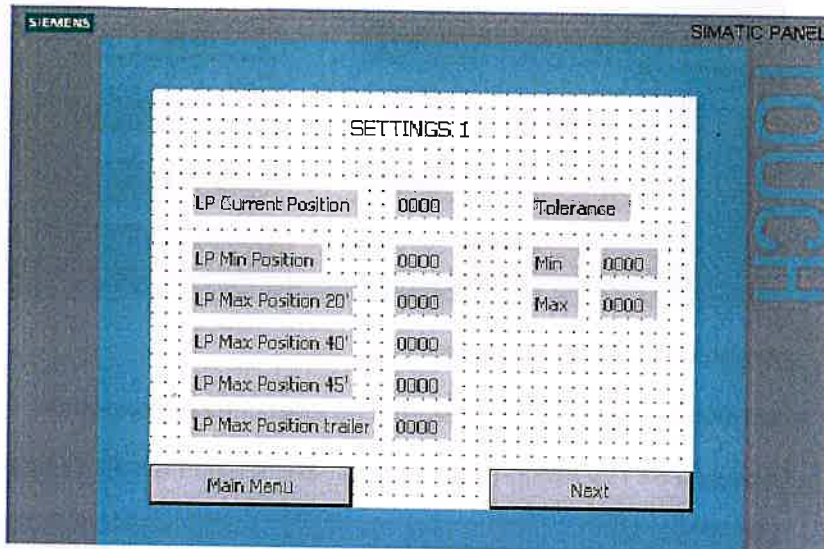 SIEMENS
SIMATIC PANEL
TOUCH
SETTINGS 1
LP Current Position 0000 Tolerance
LP Min Position 0000 Min 0000
LP Max Position 20' 0000 Max 0000
LP Max Position 40' 0000
LP Max Position 45' 0000
LP Max Position trailer 0000
Main Menu Next